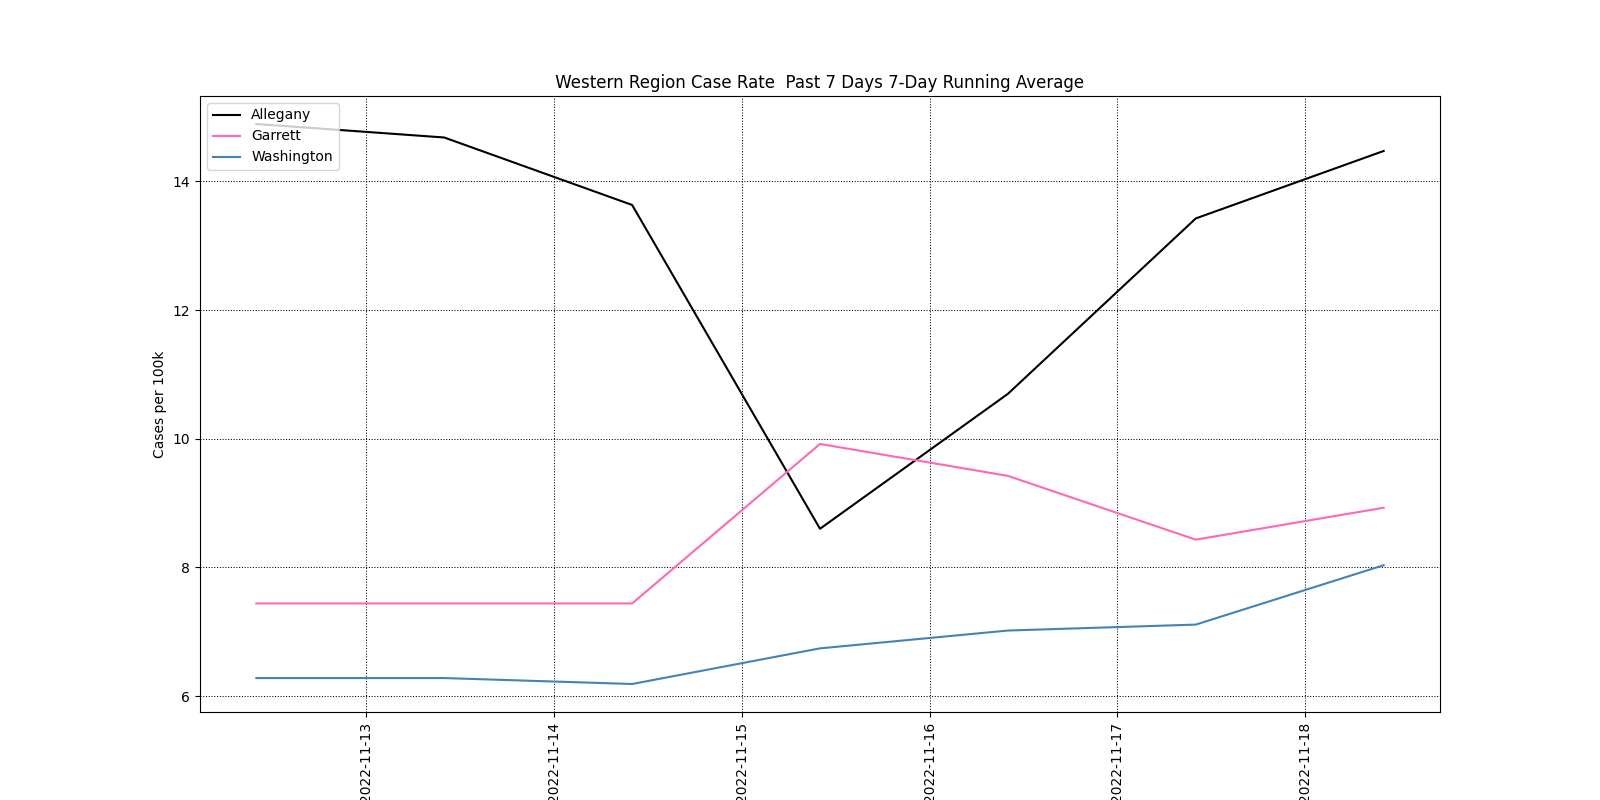 Western Region Case Rate  Past 7 Days 7-Day Running Average
Allegany
Garrett
Washington
Cases per 100k
14
12
10
8
6
2022-11-13
2022-11-14
2022-11-15
2022-11-16
2022-11-17
2022-11-18